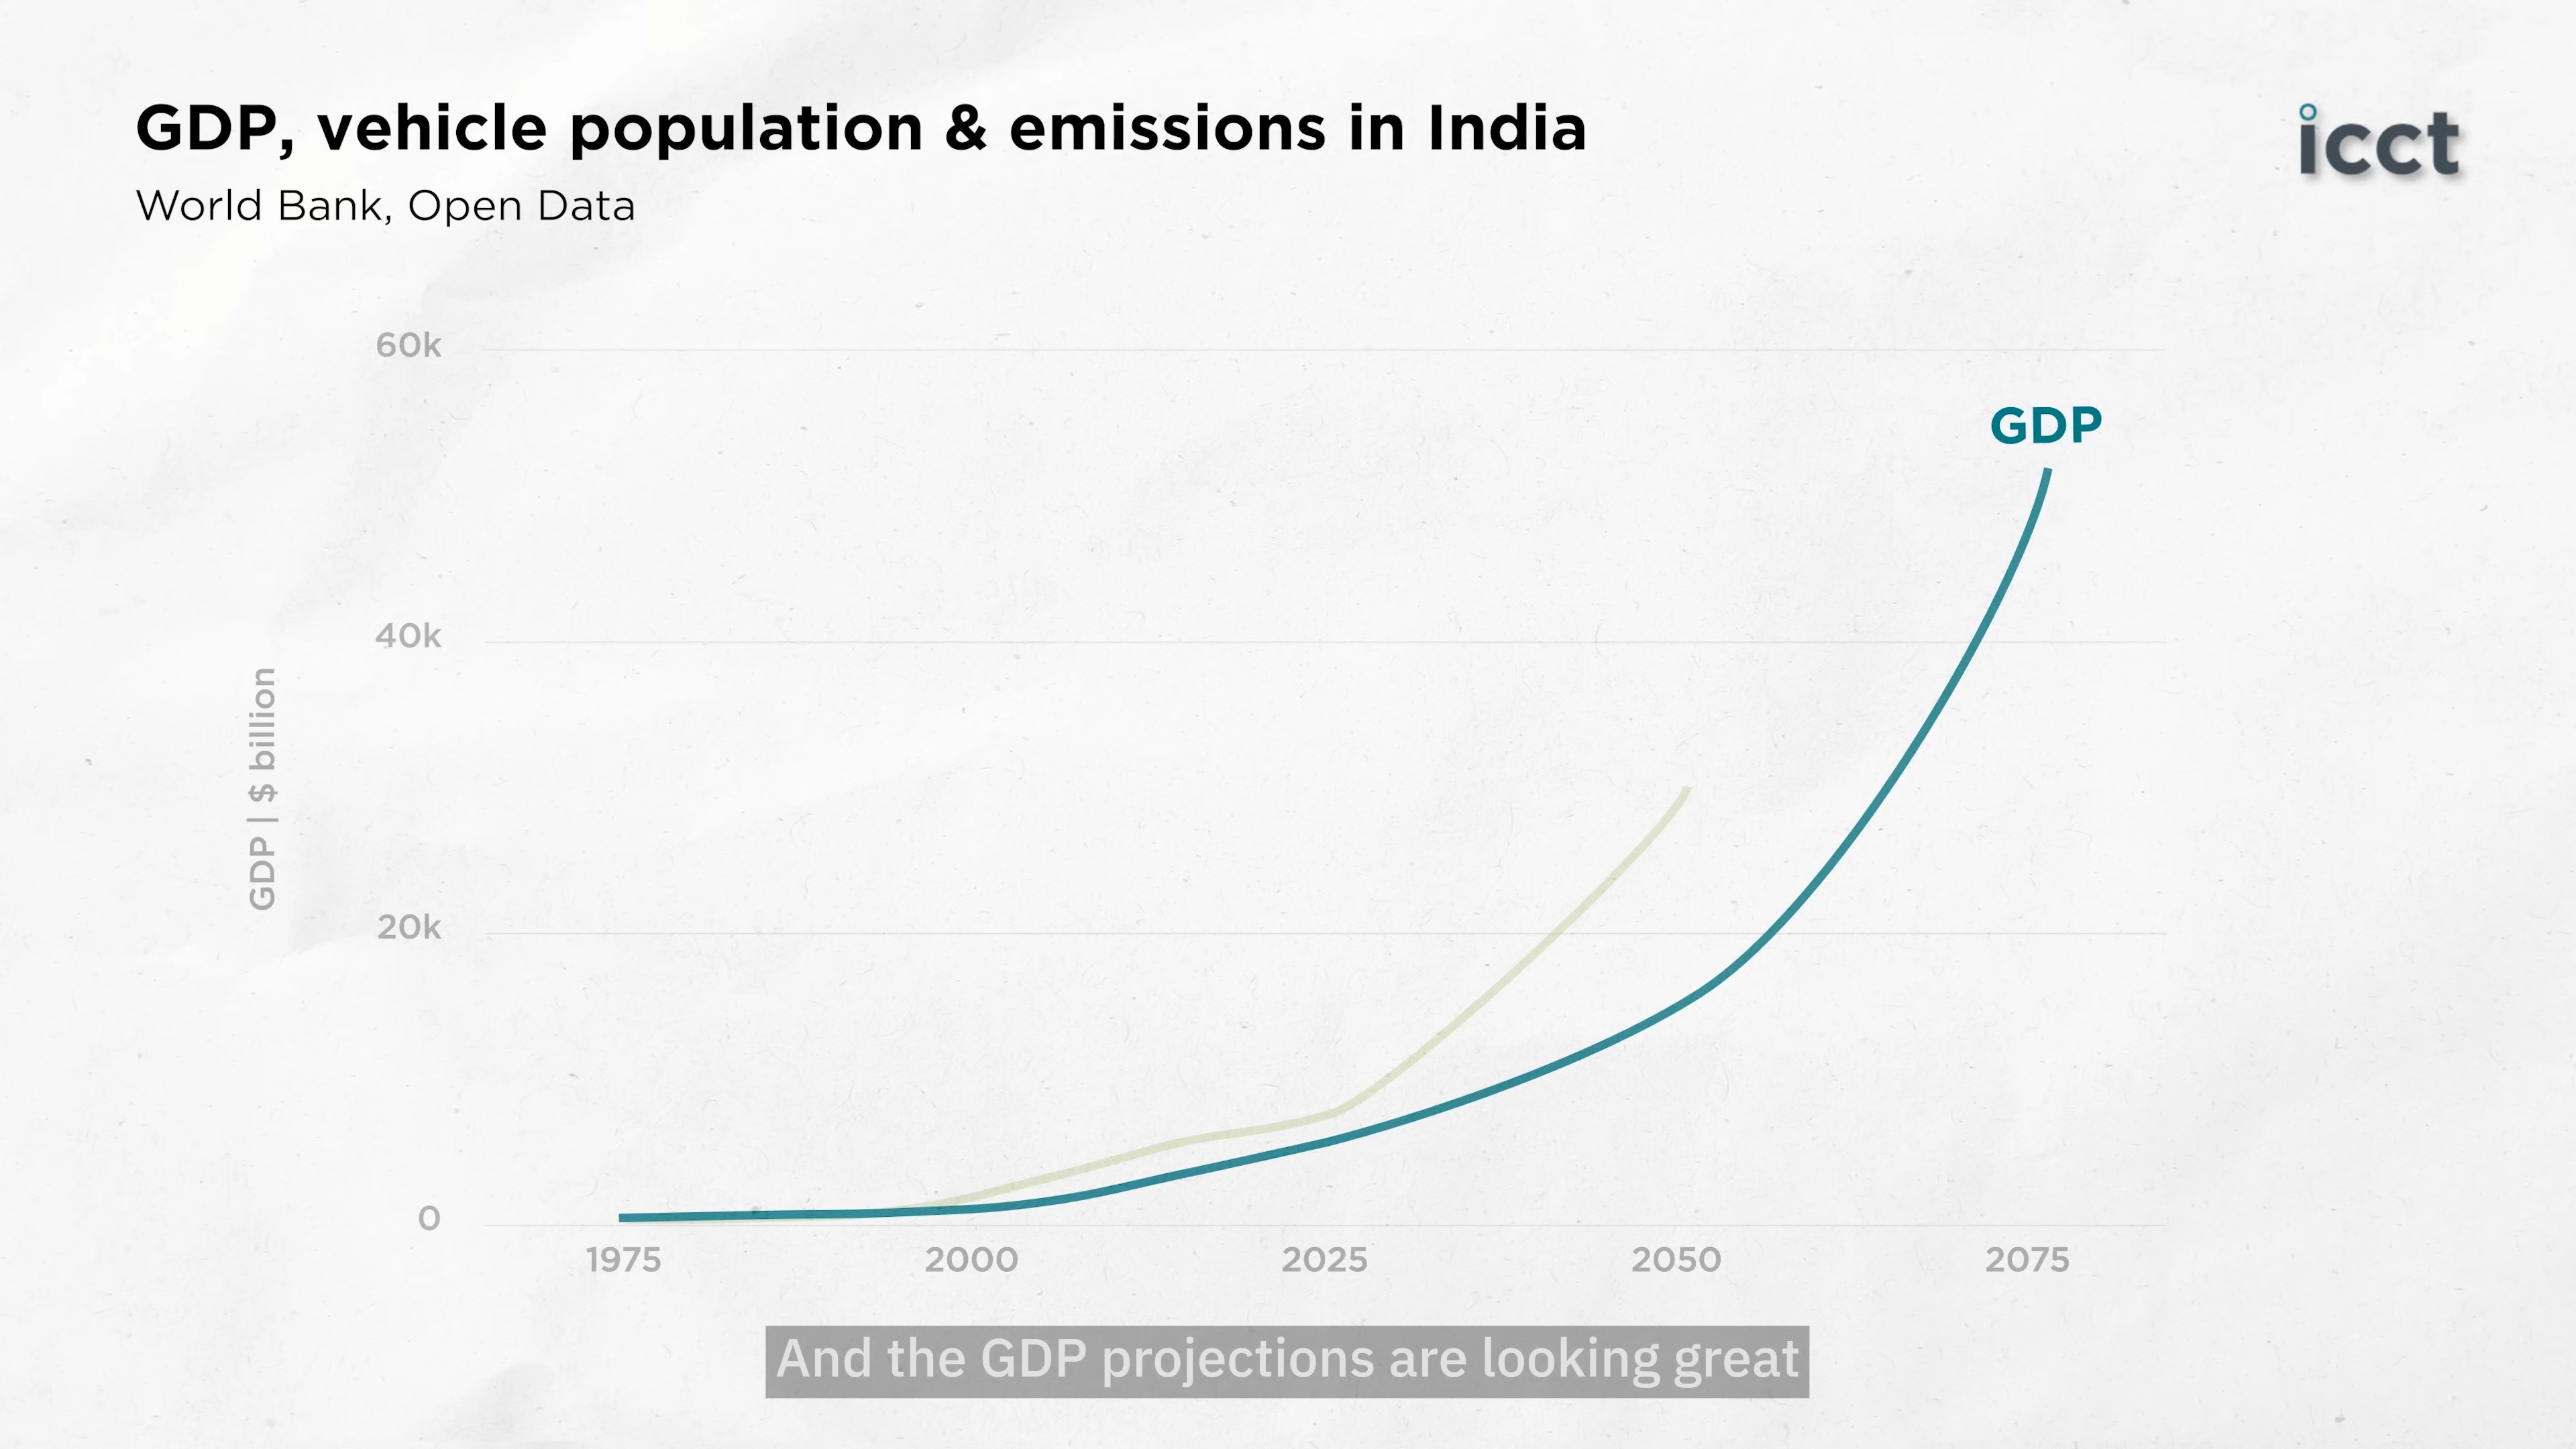 GDP, vehicle population & emissions in India
World Bank, Open Data
icct
60k
GDP
40k
GDP | $ billion
20k
0
1975 2000 2025 2050 2075
And the GDP projections are looking great